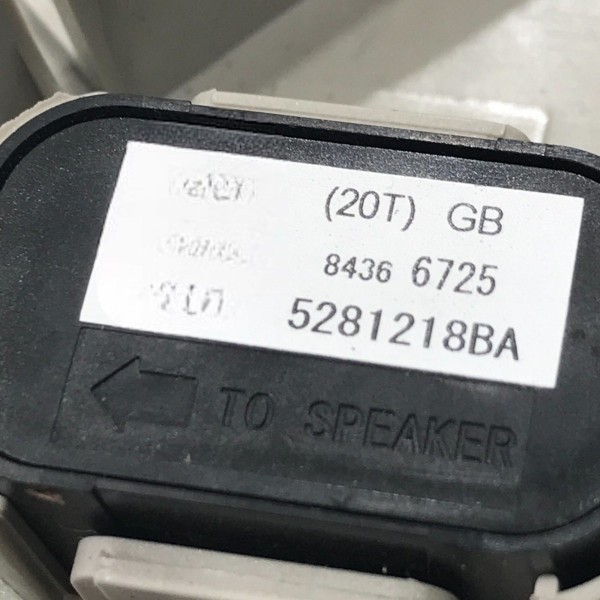 (20T) GB
8436 6725
5281218BA
TO SPEAKER